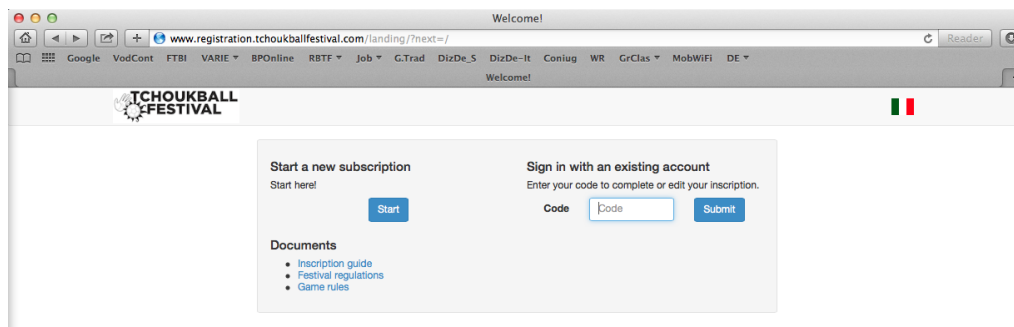 Welcome!
www.registration.tchoukballfestival.com/landing/?next=/
Reader
Google VodCont FTBI VARIE BPOnline RBTF Job G.Trad DizDe_S DizDe-It Coniug WR GrClas MobWiFi DE
Welcome!
TCHOUKBALL
FESTIVAL
Start a new subscription
Start here!
Start
Documents
Inscription guide
Festival regulations
Game rules
Sign in with an existing account
Enter your code to complete or edit your inscription.
Code Code Submit